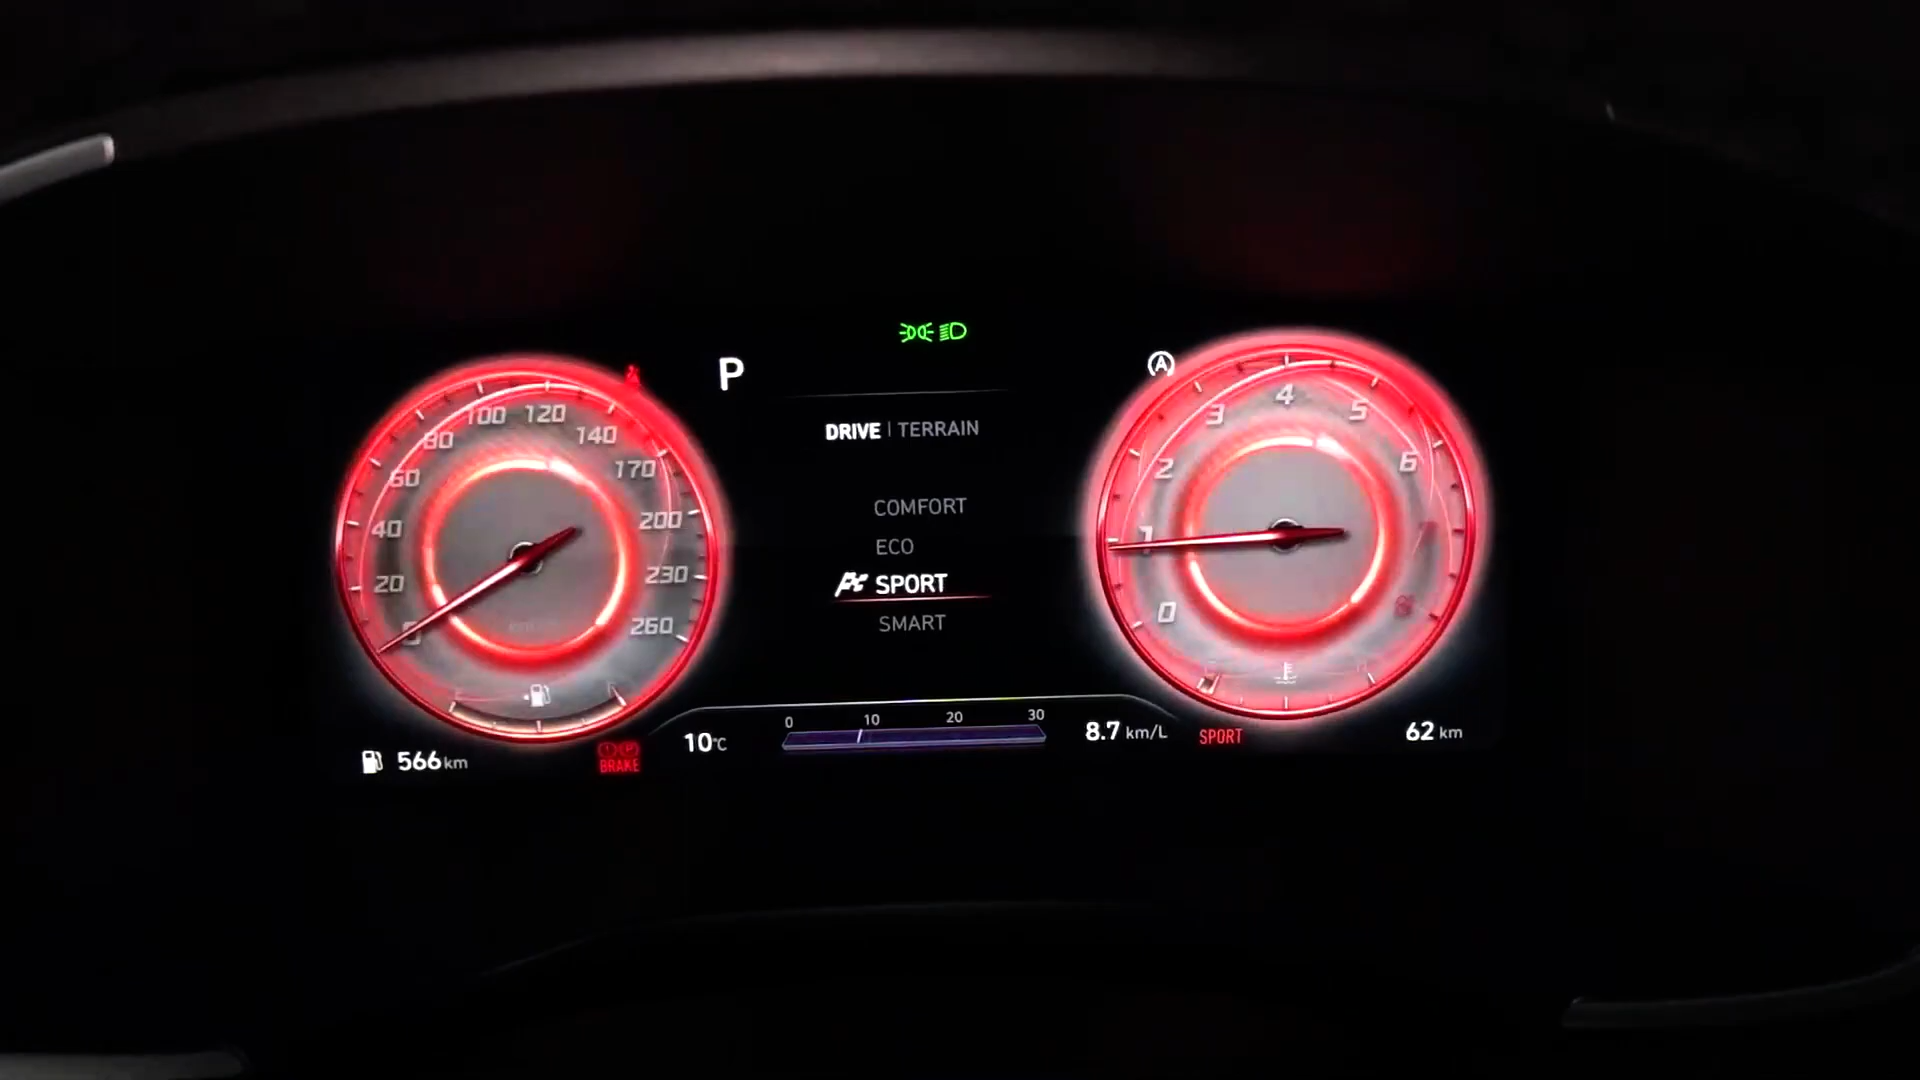 P
DRIVE | TERRAIN
COMFORT
ECO
SPORT
SMART
0
20
40
60
80
100
120
140
170
200
230
260
0
1
2
3
4
5
6
A
566 km
BRAKE
10°C
0 10 20 30
8.7 km/L
SPORT
62 km